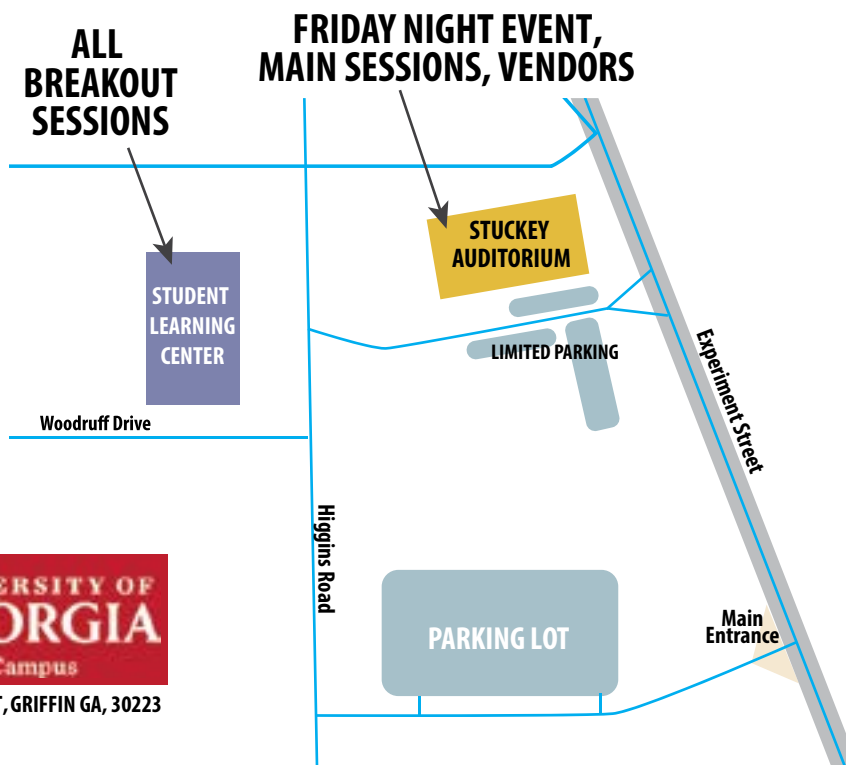 ALL
BREAKOUT
SESSIONS
FRIDAY NIGHT EVENT,
MAIN SESSIONS, VENDORS
STUCKEY
AUDITORIUM
STUDENT
LEARNING
CENTER
LIMITED PARKING
Experiment Street
Woodruff Drive
Higgins Road
PARKING LOT
Main
Entrance
OF
Campus
GRIFFIN GA, 30223